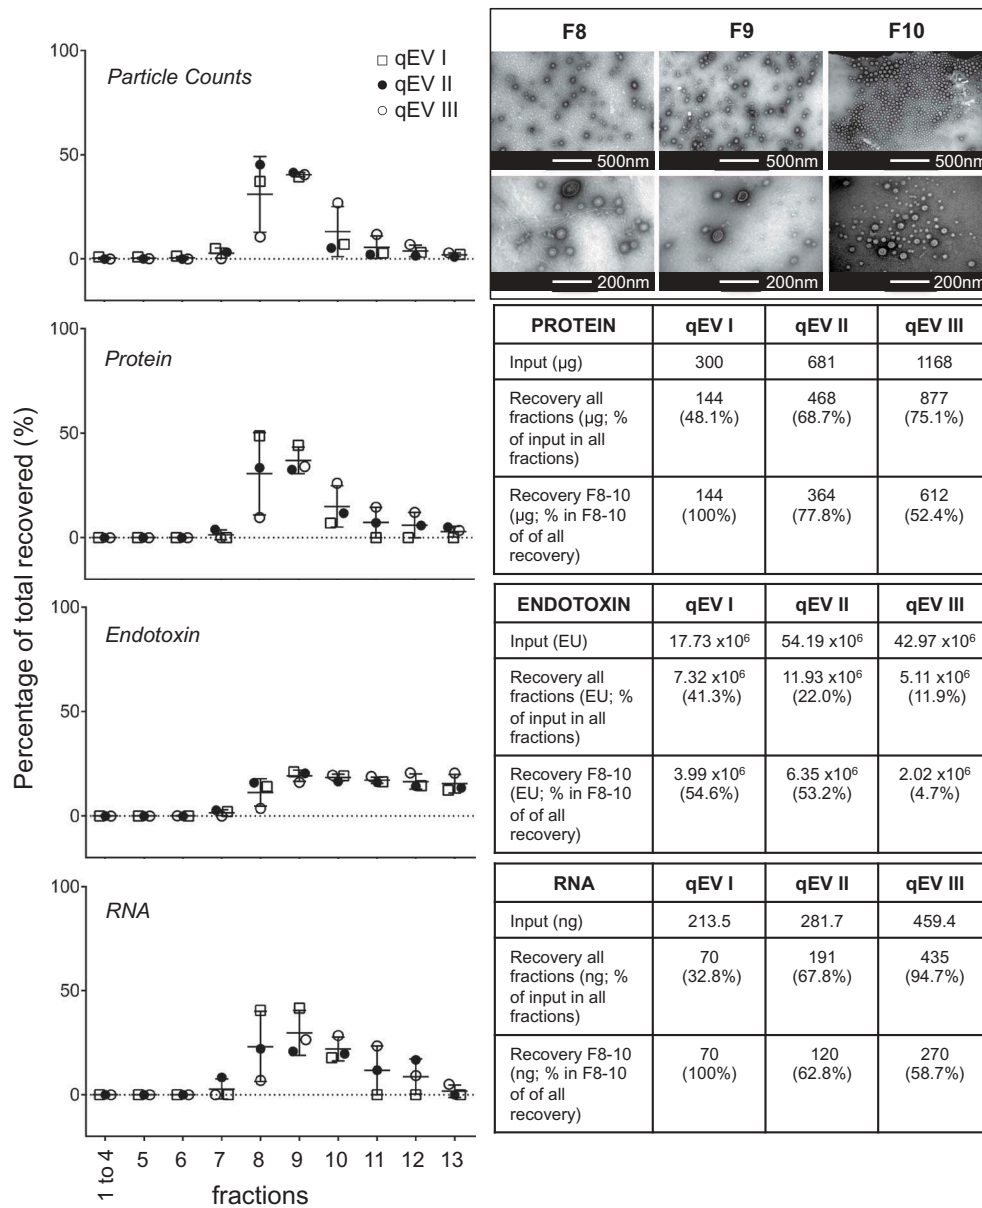 Percentage of total recovered (%)
100
50
0
Particle Counts
□ qEV I
● qEV II
○ qEV III
100
50
0
Protein
100
50
0
Endotoxin
100
50
0
RNA
1 to 4 5 6 7 8 9 10 11 12 13
fractions
F8 F9 F10
500nm 500nm 500nm
200nm 200nm 200nm
PROTEIN qEV I qEV II qEV III
Input (µg) 300 681 1168
Recovery all
fractions (µg; %
of input in all
fractions)
144
(48.1%)
468
(68.7%)
877
(75.1%)
Recovery F8-10
(µg; % in F8-10
of of all
recovery)
144
(100%)
364
(77.8%)
612
(52.4%)
ENDOTOXIN qEV I qEV II qEV III
Input (EU) 17.73 x10⁶ 54.19 x10⁶ 42.97 x10⁶
Recovery all
fractions (EU; %
of input in all
fractions)
7.32 x10⁶
(41.3%)
11.93 x10⁶
(22.0%)
5.11 x10⁶
(11.9%)
Recovery F8-10
(EU; % in F8-10
of of all
recovery)
3.99 x10⁶
(54.6%)
6.35 x10⁶
(53.2%)
2.02 x10⁶
(4.7%)
RNA qEV I qEV II qEV III
Input (ng) 213.5 281.7 459.4
Recovery all
fractions (ng; %
of input in all
fractions)
70
(32.8%)
191
(67.8%)
435
(94.7%)
Recovery F8-10
(ng; % in F8-10
of of all
recovery)
70
(100%)
120
(62.8%)
270
(58.7%)